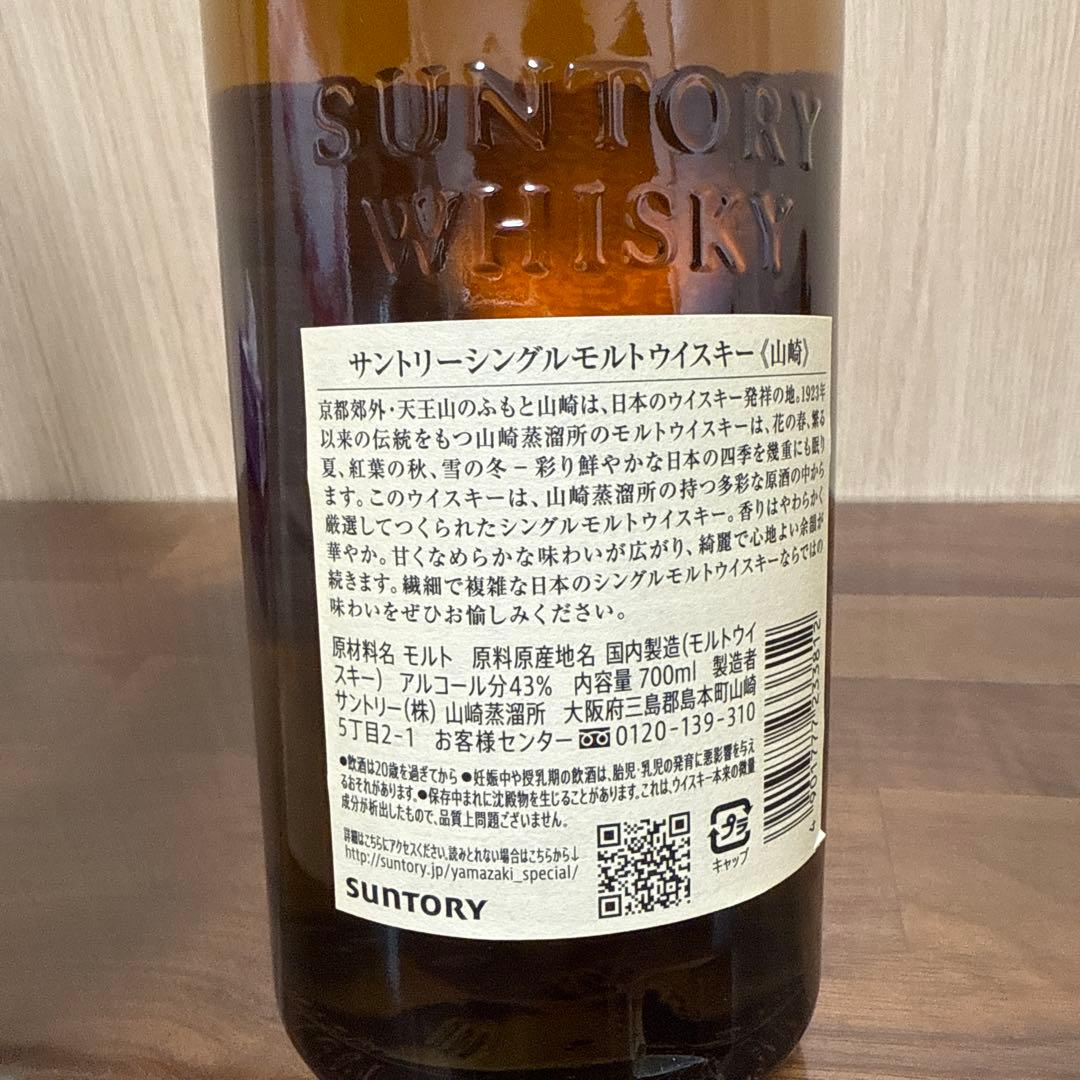 SUNTORY
WHISKY
サントリーシングルモルトウイスキー《山崎》
京都郊外・天王山のふもと山崎は、日本のウイスキー発祥の地。1923年
以来の伝統をもつ山崎蒸溜所のモルトウイスキーは、花の春、繁る
夏、紅葉の秋、雪の冬－彩り鮮やかな日本の四季を幾重にも眠り
ます。このウイスキーは、山崎蒸溜所の持つ多彩な原酒の中から
厳選してつくられたシングルモルトウイスキー。香りはやわらかく
華やか。甘くなめらかな味わいが広がり、綺麗で心地よい余韻が
続きます。繊細で複雑な日本のシングルモルトウイスキーならではの
味わいをぜひお愉しみください。
原材料名 モルト 原料原産地名 国内製造(モルトウイ
スキー) アルコール分43% 内容量 700ml 製造者
サントリー(株) 山崎蒸溜所 大阪府三島郡島本町山崎
5丁目2-1 お客様センター 0120-139-310
●飲酒は20歳を過ぎてから ●妊娠中や授乳期の飲酒は、胎児・乳児の発育に悪影響を与え
るおそれがあります。●保存中まれに沈殿物を生じることがあります。これは、ウイスキー本来の微量
成分が析出したもので、品質上問題ございません。
詳細はこちらにアクセスください。読みとれない場合はこちらから↓
http://suntory.jp/yamazaki_special/
SUNTORY
プラ
キャップ
4 901777 233812